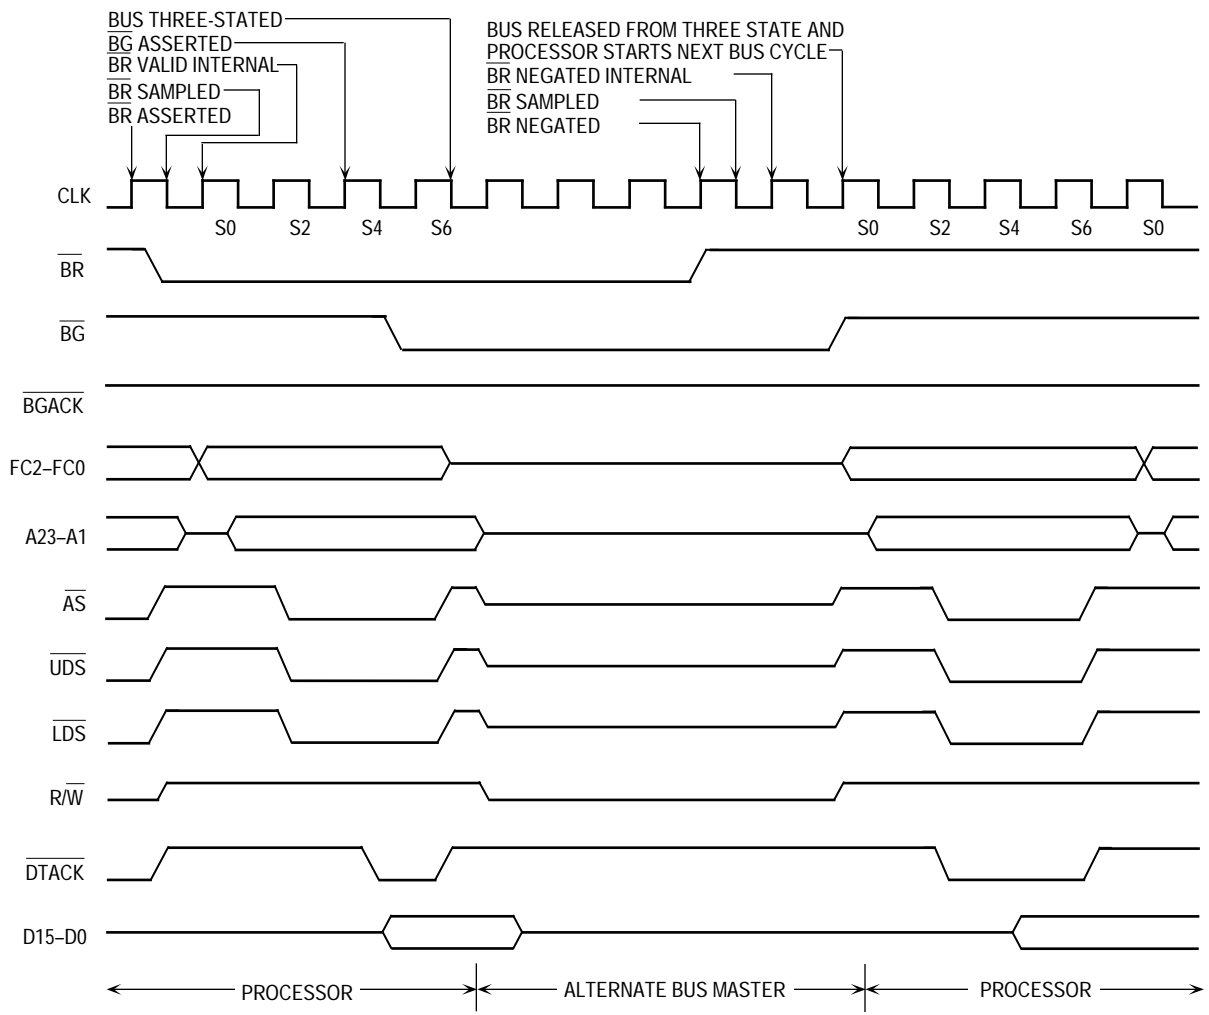 BUS THREE-STATED
BG ASSERTED
BR VALID INTERNAL
BR SAMPLED
BR ASSERTED
BUS RELEASED FROM THREE STATE AND
PROCESSOR STARTS NEXT BUS CYCLE
BR NEGATED INTERNAL
BR SAMPLED
BR NEGATED
CLK
S0 S2 S4 S6 S0 S2 S4 S6 S0
BR
BG
BGACK
FC2–FC0
A23–A1
AS
UDS
LDS
R/W
DTACK
D15–D0
PROCESSOR ALTERNATE BUS MASTER PROCESSOR